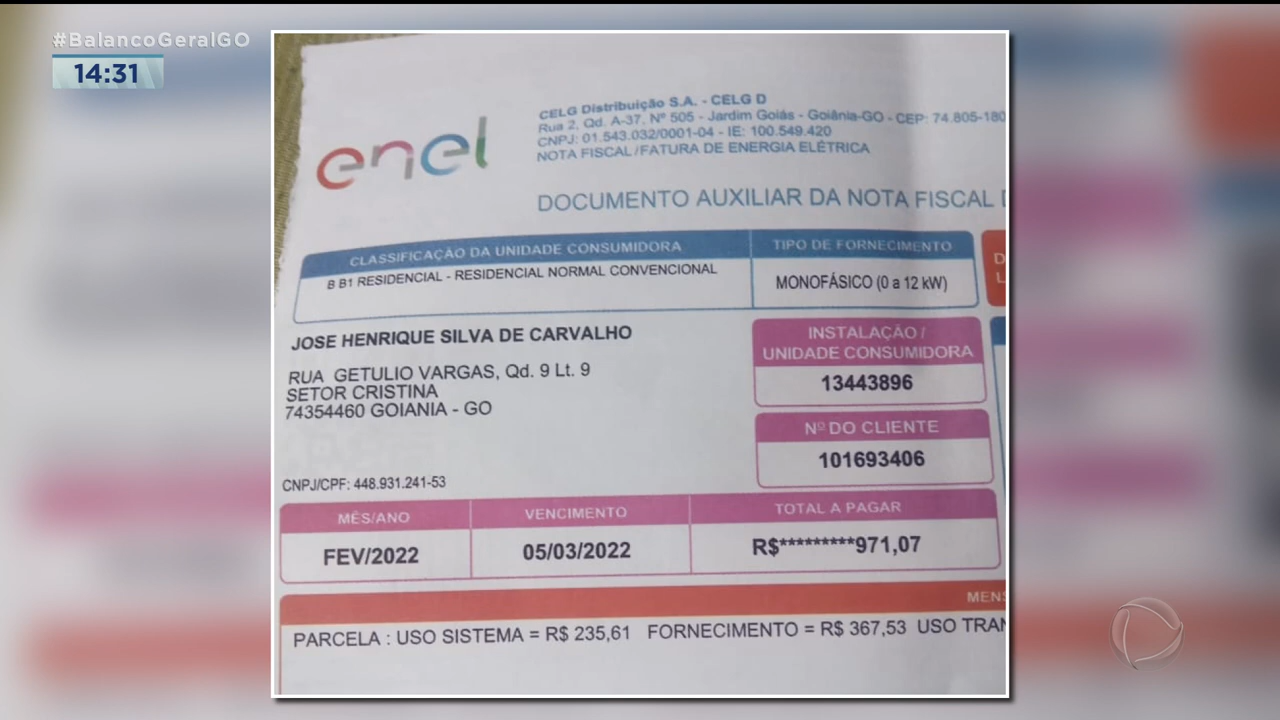 #BalancoGeralGO
14:31
enel
CELG Distribuição S.A. - CELG D
Rua 2, Qd. A-37, Nº 505 - Jardim Goiás - Goiânia-GO - CEP: 74.805-180
CNPJ: 01.543.032/0001-04 - IE: 100.549.420
NOTA FISCAL/FATURA DE ENERGIA ELÉTRICA
DOCUMENTO AUXILIAR DA NOTA FISCAL
CLASSIFICAÇÃO DA UNIDADE CONSUMIDORA
TIPO DE FORNECIMENTO
B B1 RESIDENCIAL - RESIDENCIAL NORMAL CONVENCIONAL
MONOFÁSICO (0 a 12 kW)
JOSE HENRIQUE SILVA DE CARVALHO
RUA GETULIO VARGAS, Qd. 9 Lt. 9
SETOR CRISTINA
74354460 GOIANIA - GO
INSTALAÇÃO /
UNIDADE CONSUMIDORA
13443896
Nº DO CLIENTE
101693406
CNPJ/CPF: 448.931.241-53
MÊS/ANO
VENCIMENTO
TOTAL A PAGAR
FEV/2022
05/03/2022
R$*********971,07
MENS
PARCELA : USO SISTEMA = R$ 235,61 FORNECIMENTO = R$ 367,53 USO TRAN